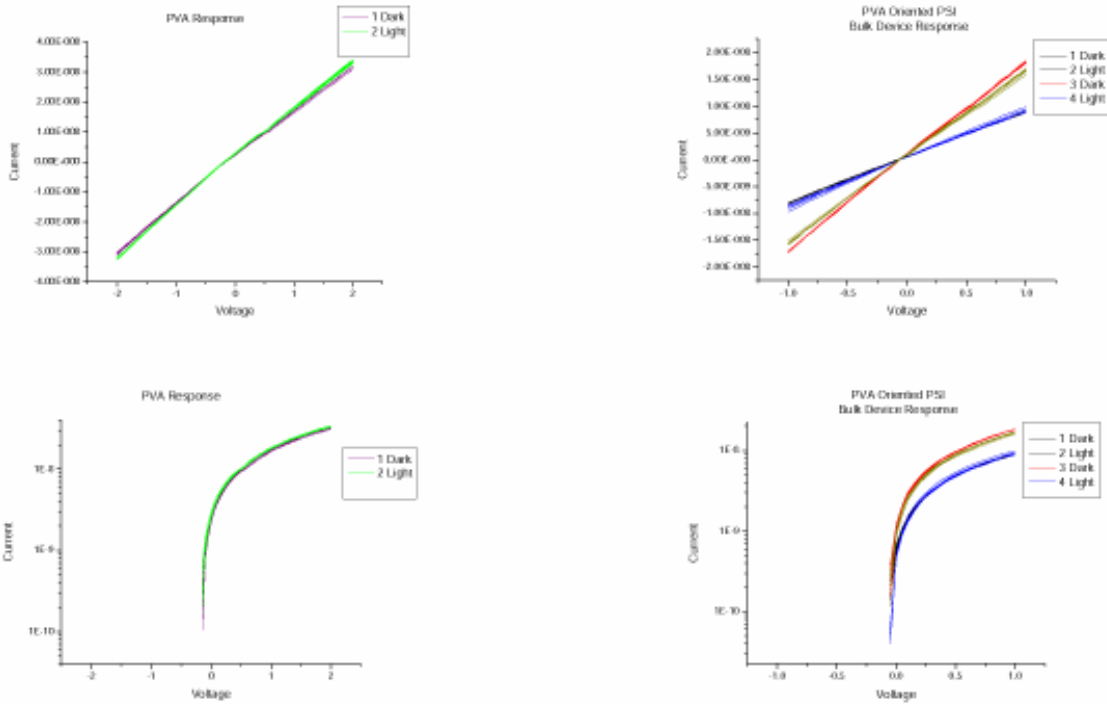 PVA Response
1 Dark
2 Light
4.00E-008
3.00E-008
2.00E-008
1.00E-008
0.00E+000
-1.00E-008
-2.00E-008
-3.00E-008
-4.00E-008
Current
-2
-1
0
1
2
Voltage
PVA Oriented PSI
Bulk Device Response
1 Dark
2 Light
3 Dark
4 Light
2.00E-008
1.50E-008
1.00E-008
5.00E-009
0.00E+000
-5.00E-009
-1.00E-008
-1.50E-008
-2.00E-008
Current
-1.0
-0.5
0.0
0.5
1.0
Voltage
PVA Response
1 Dark
2 Light
1E-8
1E-9
1E-10
Current
-2
-1
0
1
2
Voltage
PVA Oriented PSI
Bulk Device Response
1 Dark
2 Light
3 Dark
4 Light
1E-8
1E-9
1E-10
Current
-1.0
-0.5
0.0
0.5
1.0
Voltage